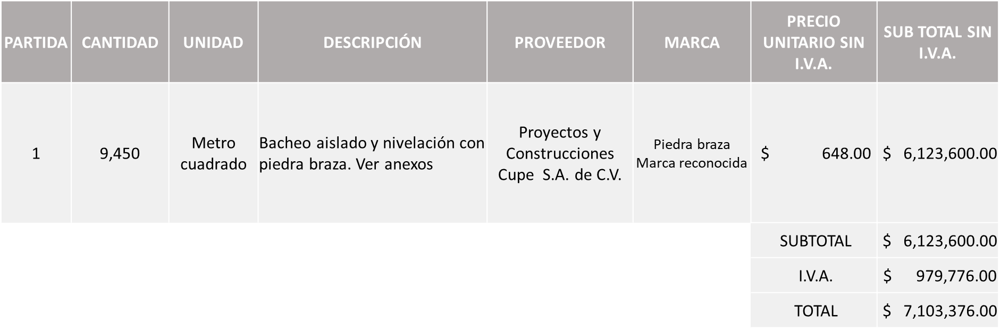 PARTIDA CANTIDAD UNIDAD DESCRIPCIÓN PROVEEDOR MARCA PRECIO UNITARIO SIN I.V.A. SUB TOTAL SIN I.V.A.
1 9,450 Metro cuadrado Bacheo aislado y nivelación con piedra braza. Ver anexos Proyectos y Construcciones Cupe S.A. de C.V. Piedra braza Marca reconocida $ 648.00 $ 6,123,600.00
SUBTOTAL $ 6,123,600.00
I.V.A. $ 979,776.00
TOTAL $ 7,103,376.00